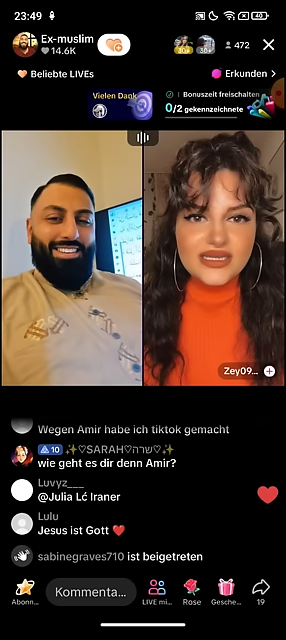 23:49
40
Ex-muslim
14.6K
472
Beliebte LIVEs
Erkunden >
Vielen Dank
Bonuszeit freischalten
0/2 gekennzeichnete
Zey09...
Wegen Amir habe ich tiktok gemacht
10 ✨♡SARAH♡שרה♡✨
wie geht es dir denn Amir?
Luvyz___
@Julia Lć Iraner
Lulu
Jesus ist Gott ❤️
sabinegraves710 ist beigetreten
Kommenta...
Abonn...
LIVE mi...
Rose
Gesche...
19